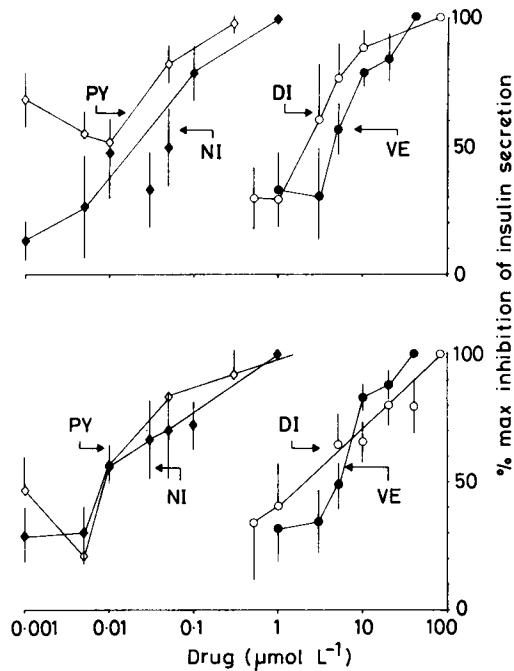 100
PY
NI
DI
VE
50
0
100
PY
NI
DI
VE
50
0
0·001 0·01 0·1 1 10 100
Drug (µmol L⁻¹)
% max inhibition of insulin secretion